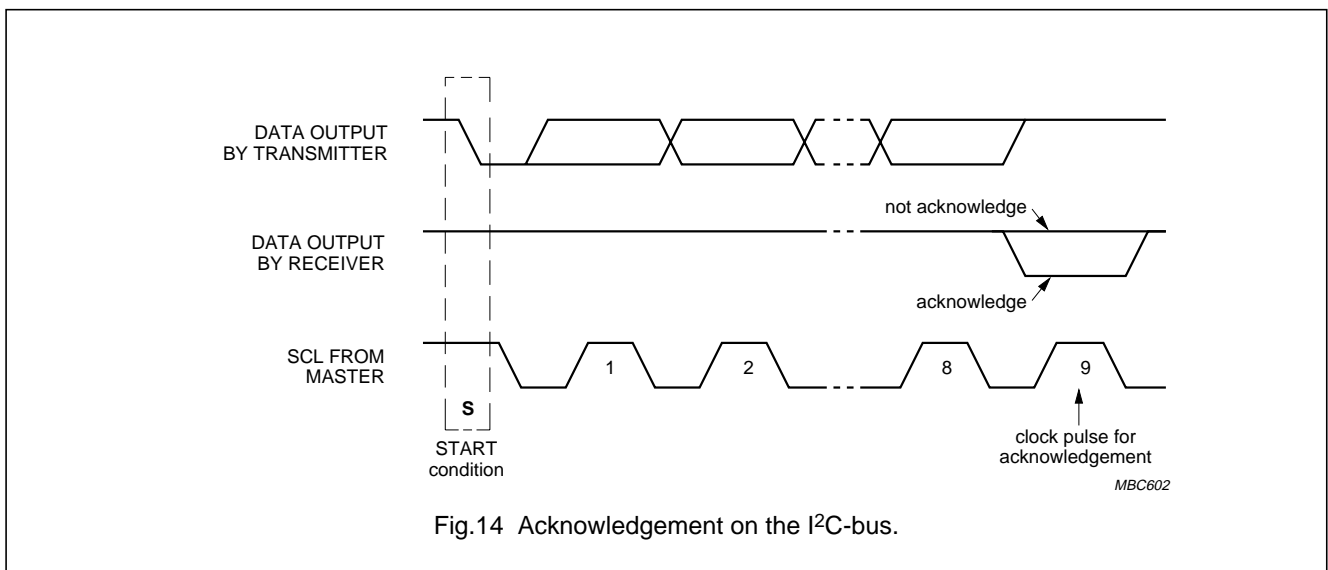 DATA OUTPUT
BY TRANSMITTER
not acknowledge
DATA OUTPUT
BY RECEIVER
acknowledge
SCL FROM
MASTER
1
2
8
9
S
START
condition
clock pulse for
acknowledgement
MBC602
Fig.14 Acknowledgement on the I²C-bus.